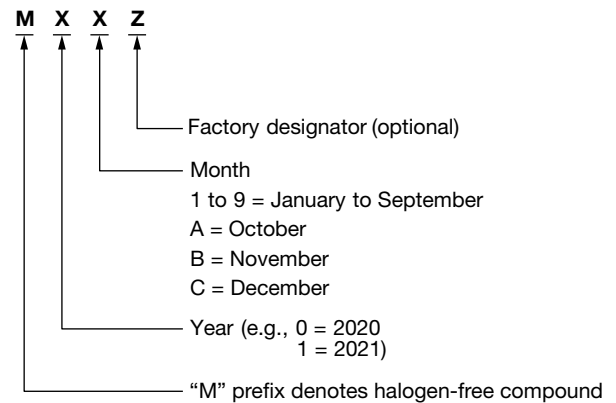 M X X Z
Factory designator (optional)
Month
1 to 9 = January to September
A = October
B = November
C = December
Year (e.g., 0 = 2020
1 = 2021)
“M” prefix denotes halogen-free compound